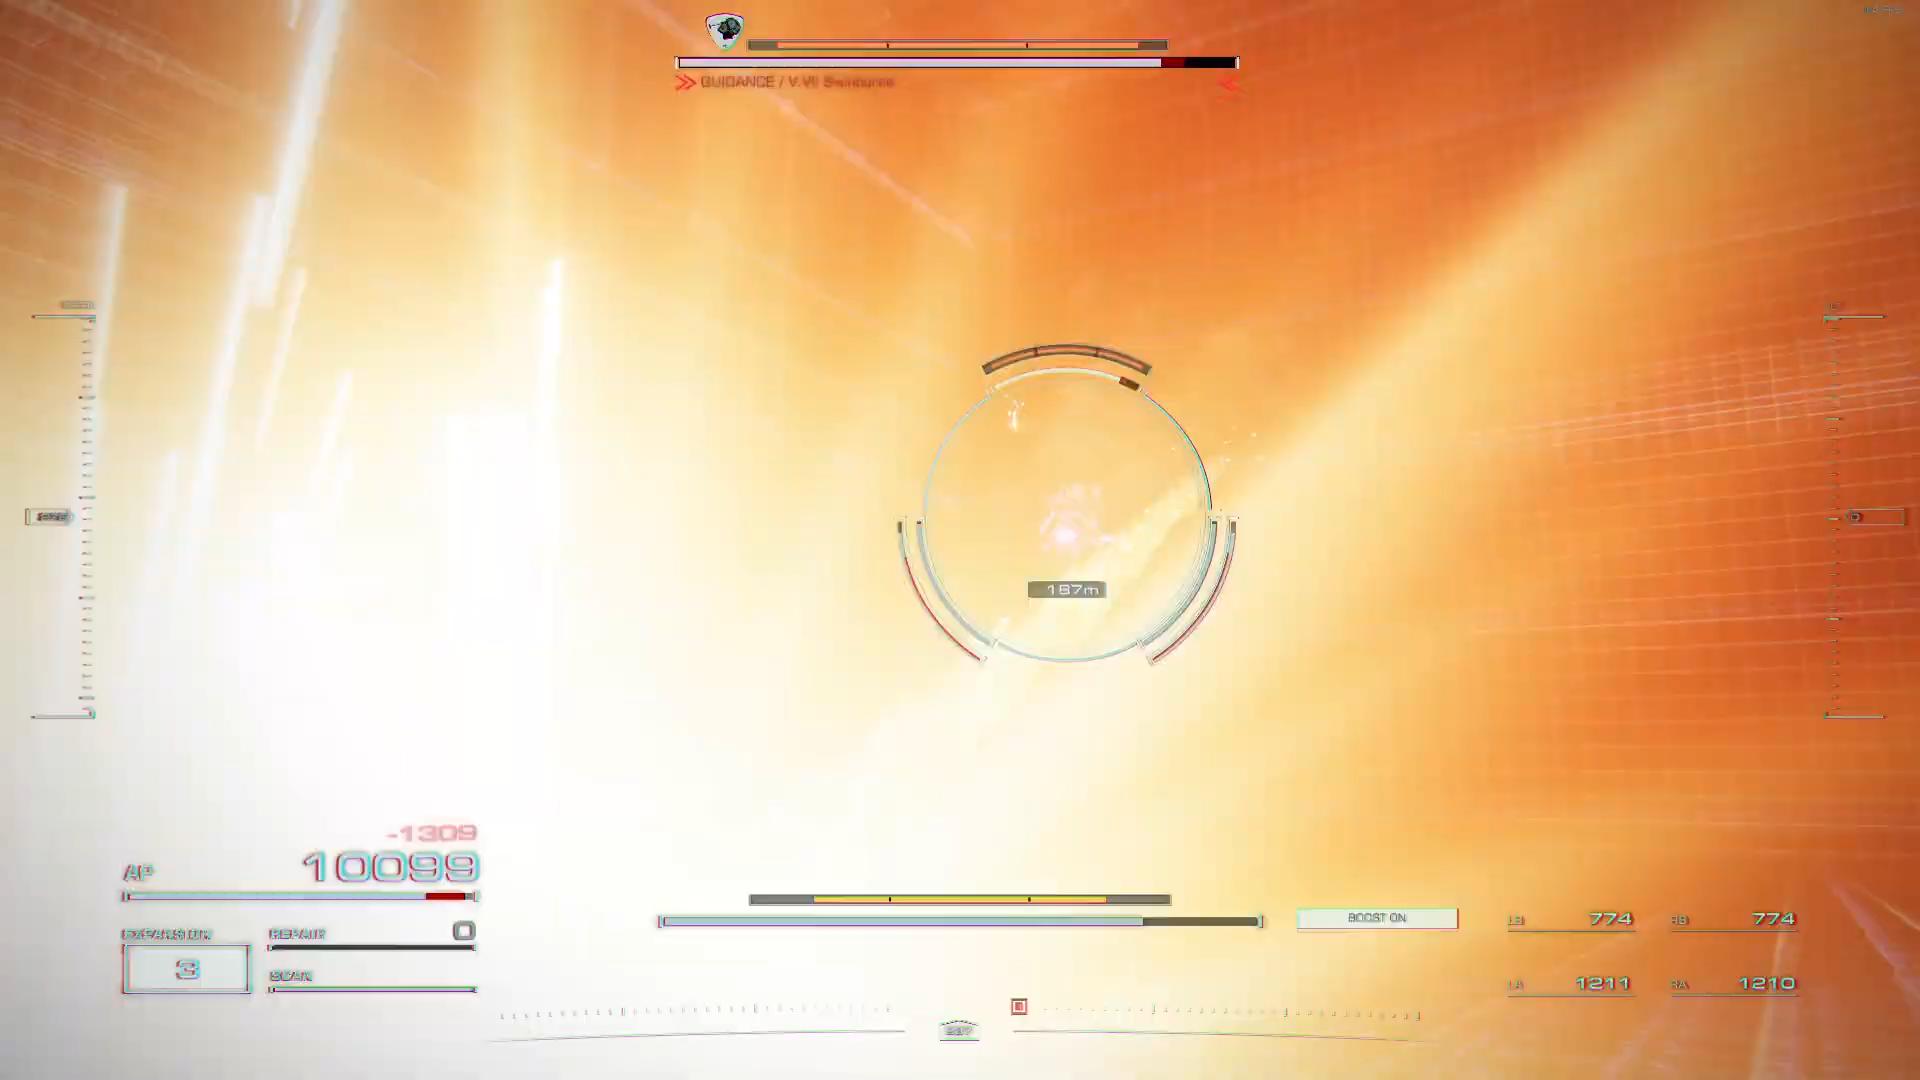 GUIDANCE / V.VII Swinburne
187m
-1309
AP 10099
EXPANSION REPAIR 0
3
SCAN
BOOST ON
LB 774 RB 774
LA 1211 RA 1210